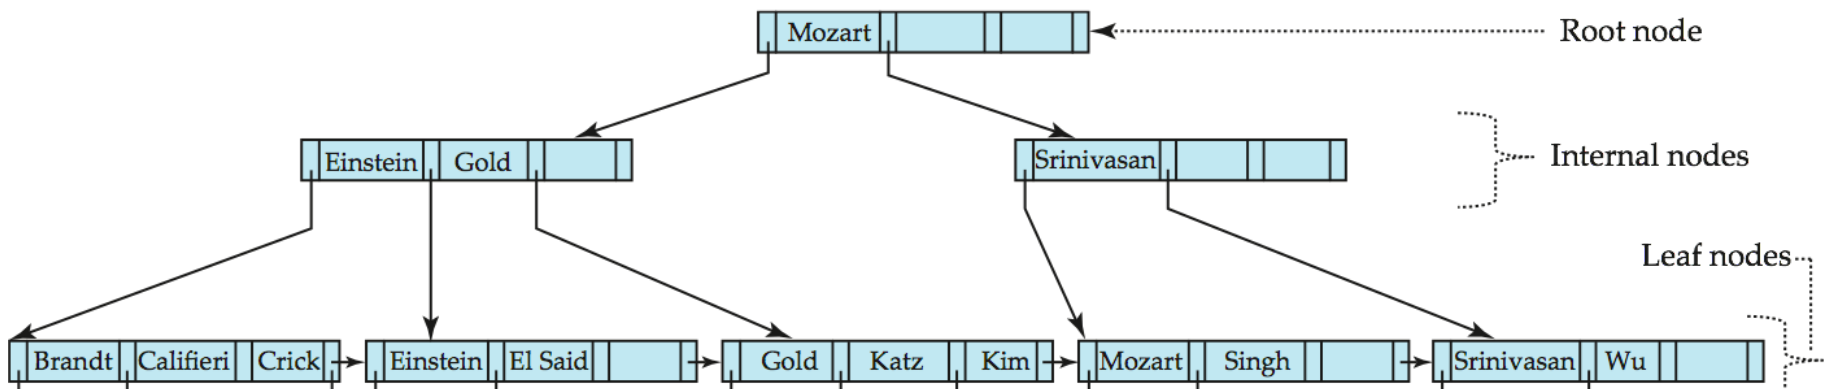 Mozart
Root node
Einstein Gold
Srinivasan
Internal nodes
Leaf nodes
Brandt Califieri Crick
Einstein El Said
Gold Katz Kim
Mozart Singh
Srinivasan Wu